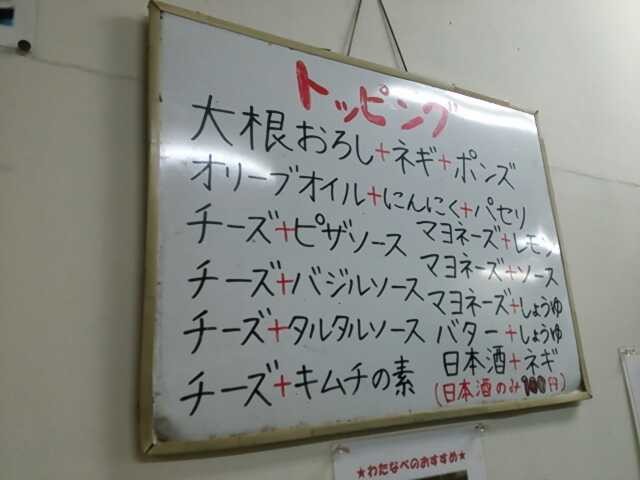 トッピング
大根おろし+ネギ+ポンズ
オリーブオイル+にんにく+パセリ
チーズ+ピザソース
チーズ+バジルソース
チーズ+タルタルソース
チーズ+キムチの素
マヨネーズ+レモン
マヨネーズ+ソース
マヨネーズ+しょうゆ
バター+しょうゆ
日本酒+ネギ
(日本酒のみ100円)
★わたなべのおすすめ★